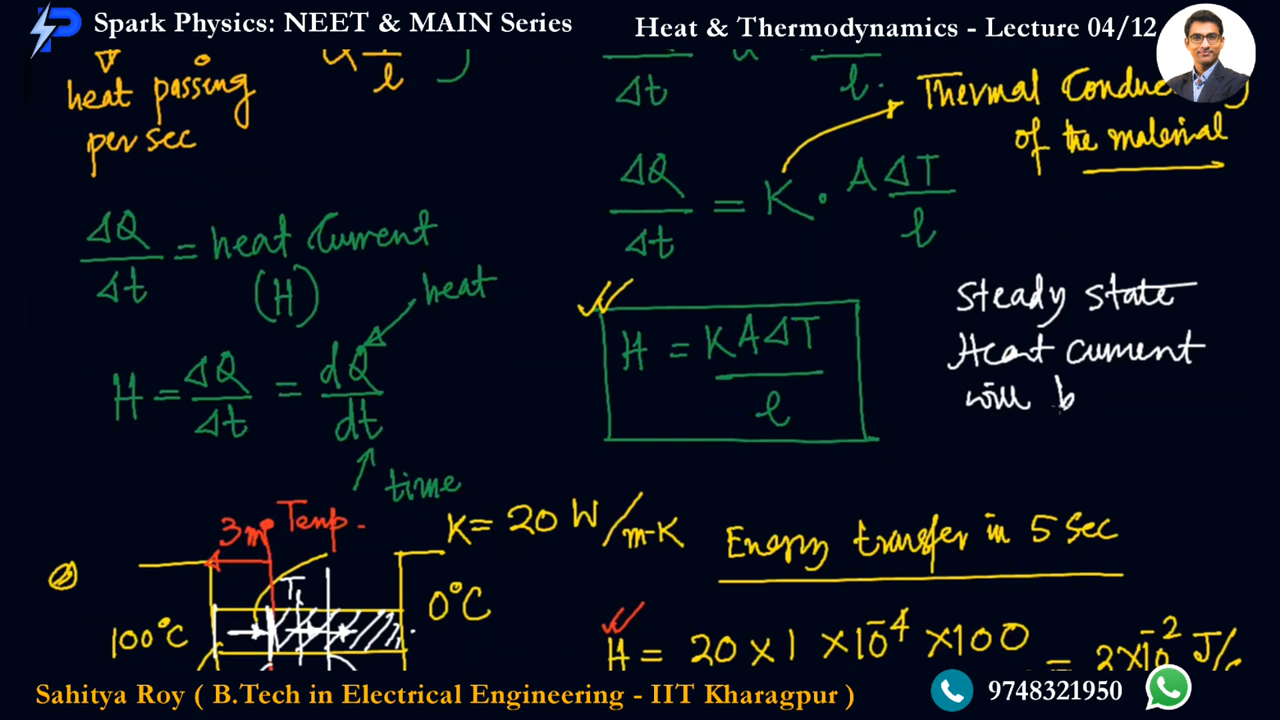 Spark Physics: NEET & MAIN Series
Heat & Thermodynamics - Lecture 04/12
heat passing
per sec
l
Δt
l.
Thermal Conduc
of the material
ΔQ/Δt = K · AΔT/l
ΔQ/Δt = heat current
(H)
heat
H = ΔQ/Δt = dQ/dt
time
H = KAΔT/l
Steady state
Heat current
will b
3m
Temp.
K = 20 W/m-K
Energy transfer in 5 sec
100°C
0°C
H = 20 × 1 × 10⁻⁴ × 100 = 2×10⁻² J/
Sahitya Roy ( B.Tech in Electrical Engineering - IIT Kharagpur )
9748321950